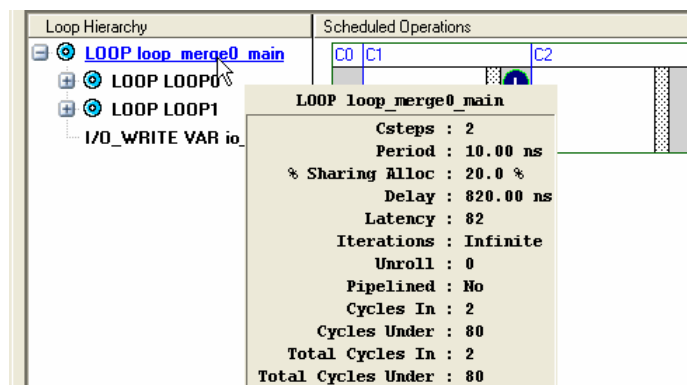 Loop Hierarchy
Scheduled Operations
LOOP loop_merge0_main
C0 C1 C2
LOOP LOOP0
LOOP LOOP1
I/O_WRITE VAR io_
LOOP loop_merge0_main
Csteps : 2
Period : 10.00 ns
% Sharing Alloc : 20.0 %
Delay : 820.00 ns
Latency : 82
Iterations : Infinite
Unroll : 0
Pipelined : No
Cycles In : 2
Cycles Under : 80
Total Cycles In : 2
Total Cycles Under : 80